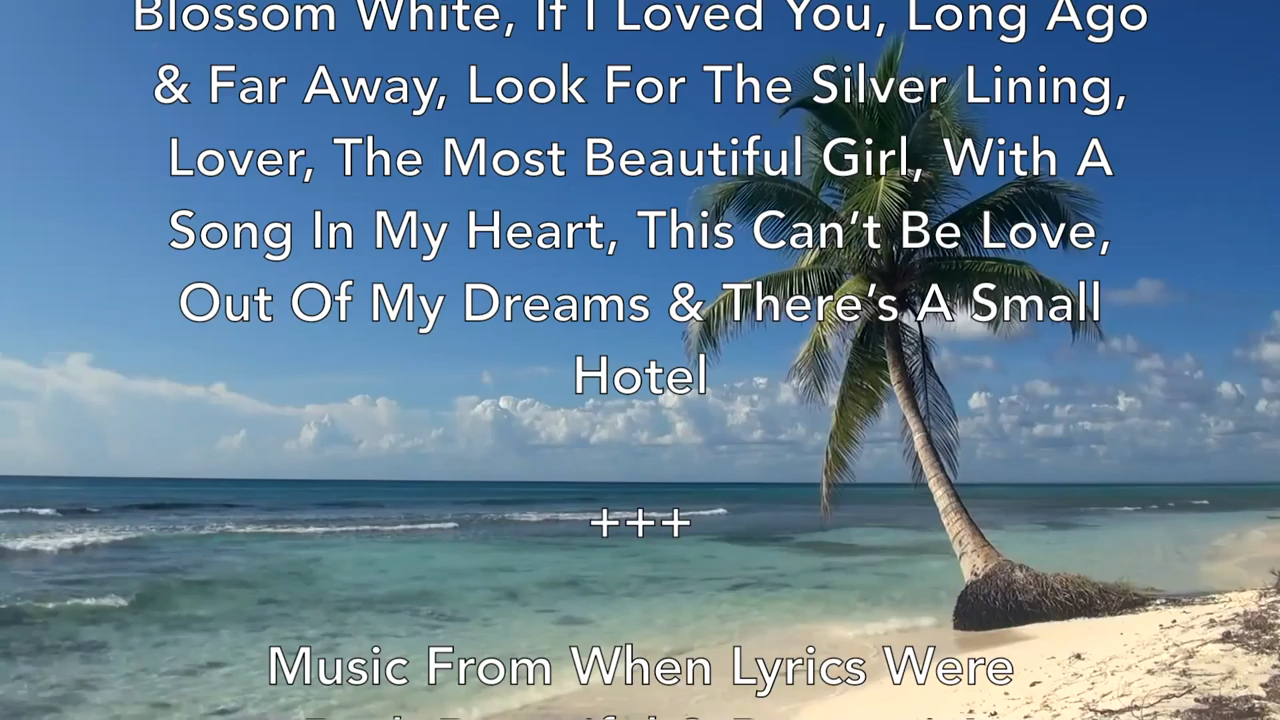 Blossom White, If I Loved You, Long Ago
& Far Away, Look For The Silver Lining,
Lover, The Most Beautiful Girl, With A
Song In My Heart, This Can’t Be Love,
Out Of My Dreams & There’s A Small
Hotel
+++
Music From When Lyrics Were